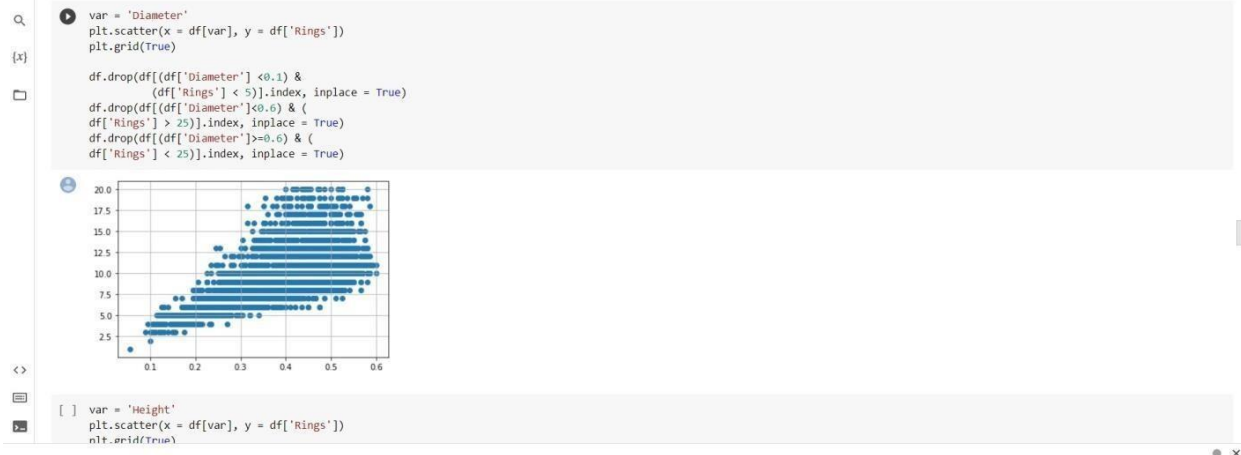 var = 'Diameter'
plt.scatter(x = df[var], y = df['Rings'])
plt.grid(True)
df.drop(df[(df['Diameter'] <0.1) &
(df['Rings'] < 5)].index, inplace = True)
df.drop(df[(df['Diameter']<0.6) & (
df['Rings'] > 25)].index, inplace = True)
df.drop(df[(df['Diameter']>=0.6) & (
df['Rings'] < 25)].index, inplace = True)
{x}
20.0
17.5
15.0
12.5
10.0
7.5
5.0
2.5
0.1 0.2 0.3 0.4 0.5 0.6
<>
[ ] var = 'Height'
plt.scatter(x = df[var], y = df['Rings'])
plt.grid(True)